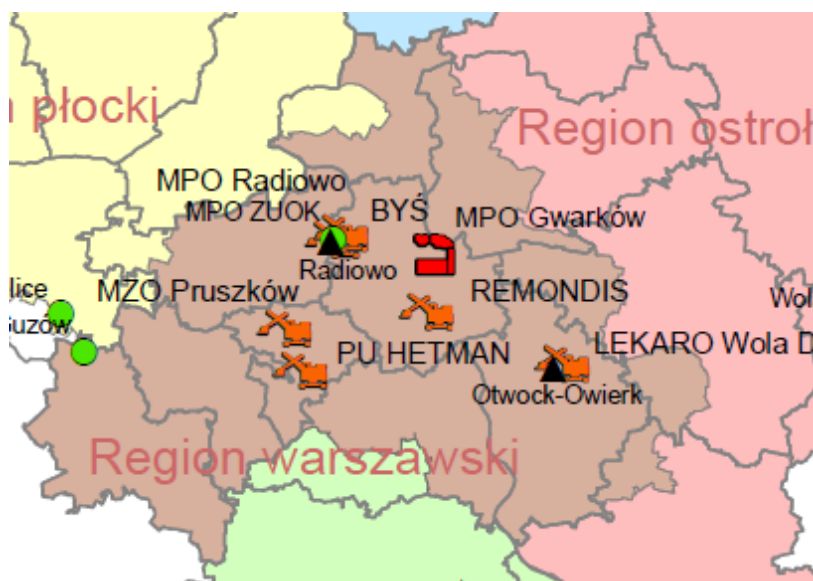 n płocki
Region ostroł
MPO Radiowo
MPO ZUOK
BYŚ
MPO Gwarków
Radiowo
lice
MZO Pruszków
REMONDIS
Wol
Guzów
PU HETMAN
LEKARO Wola D
Otwock-Owierk
Region warszawski